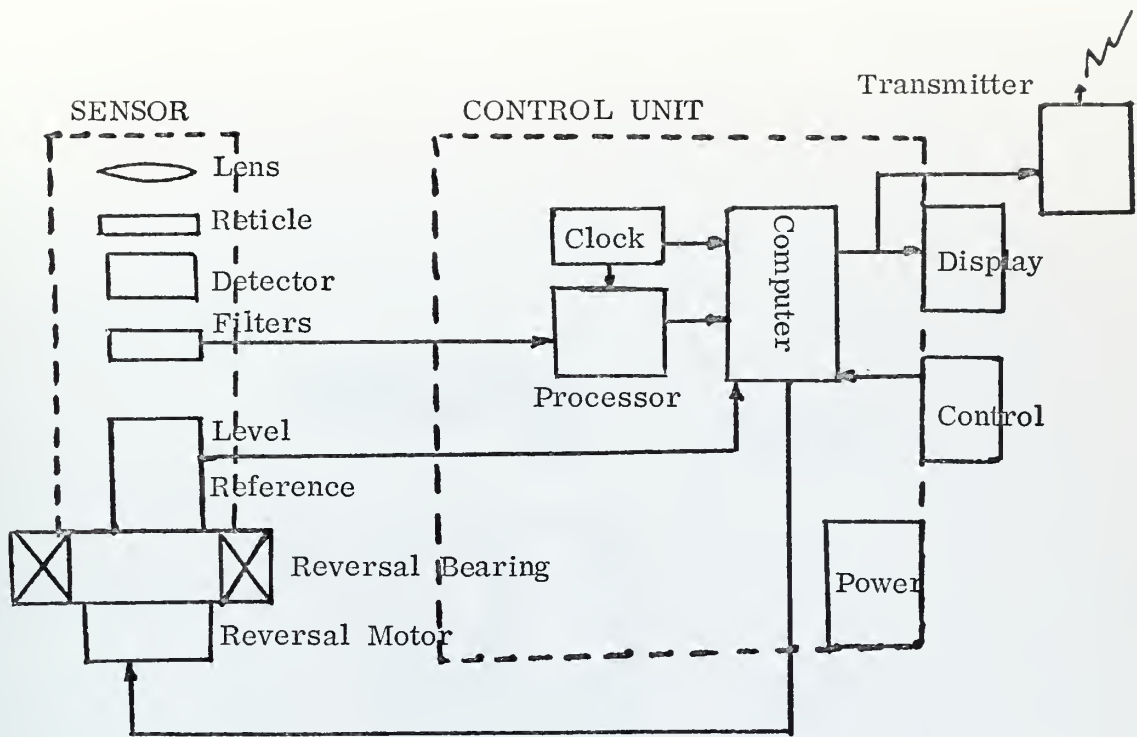 Transmitter
SENSOR
CONTROL UNIT
Lens
Reticle
Clock
Computer
Detector
Display
Filters
Processor
Level
Control
Reference
Reversal Bearing
Power
Reversal Motor